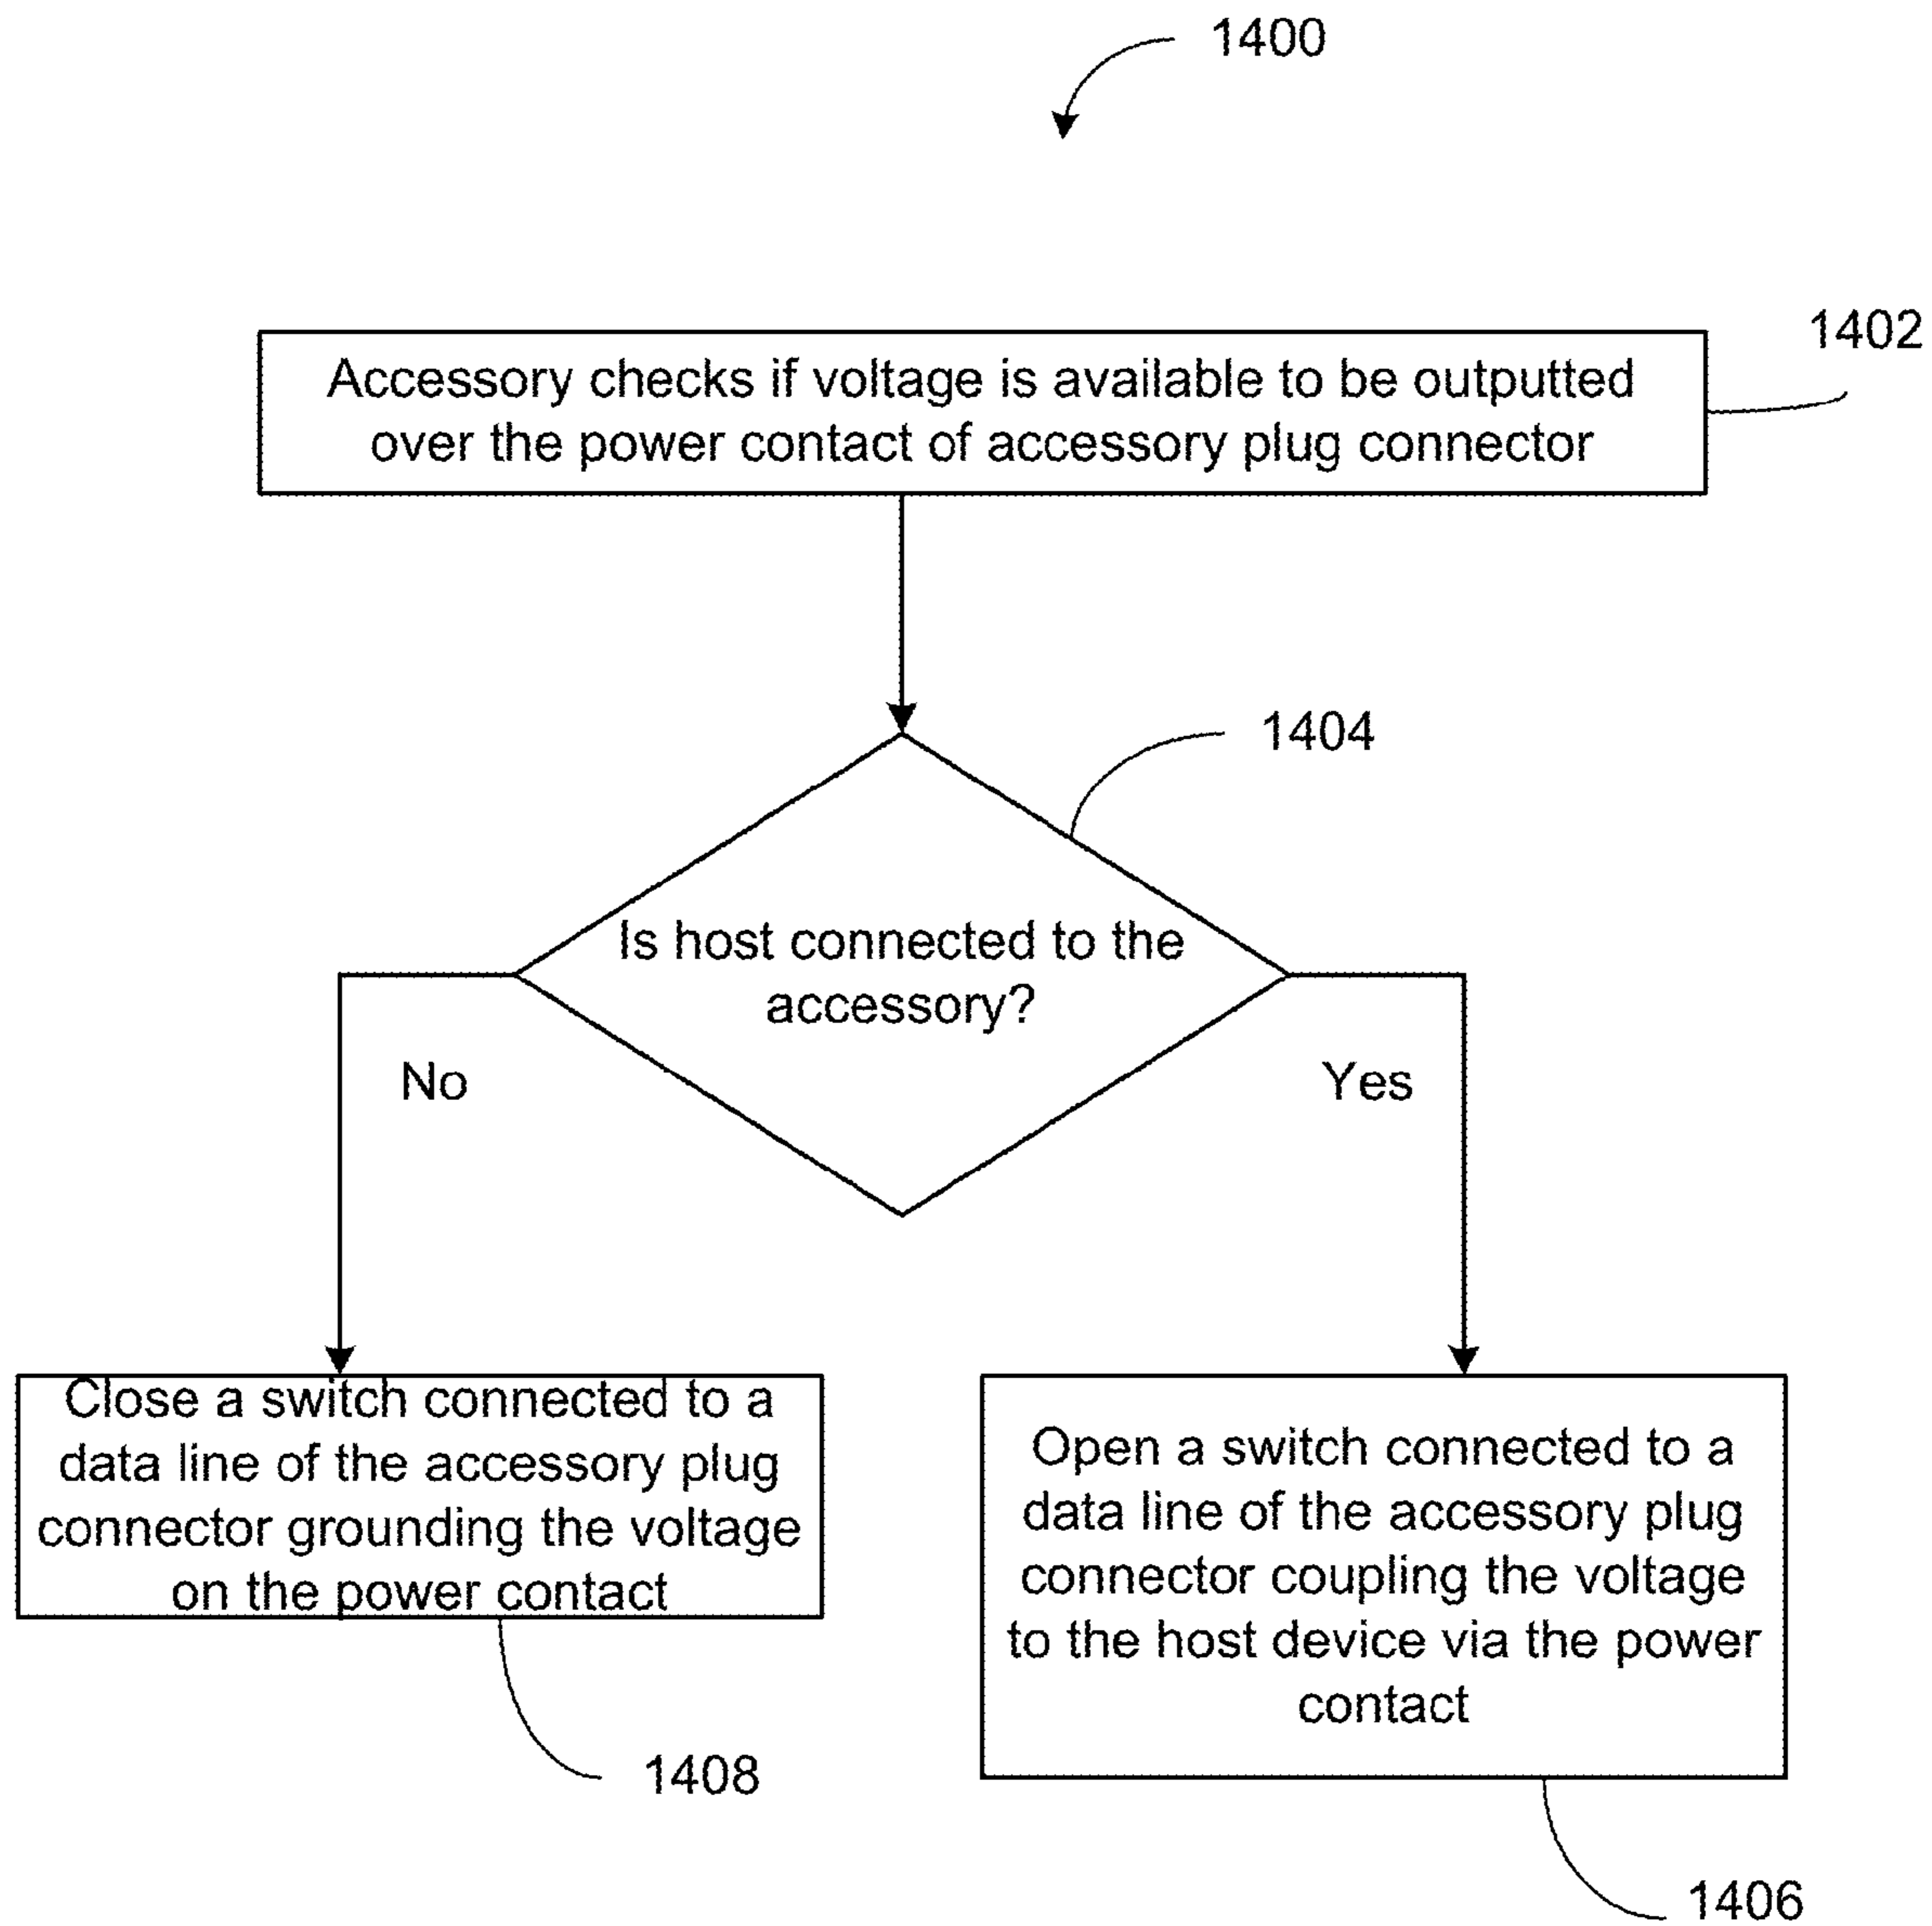 1400
1402
Accessory checks if voltage is available to be outputted
over the power contact of accessory plug connector
1404
Is host connected to the
accessory?
No
Yes
Close a switch connected to a
data line of the accessory plug
connector grounding the voltage
on the power contact
Open a switch connected to a
data line of the accessory plug
connector coupling the voltage
to the host device via the power
contact
1408
1406